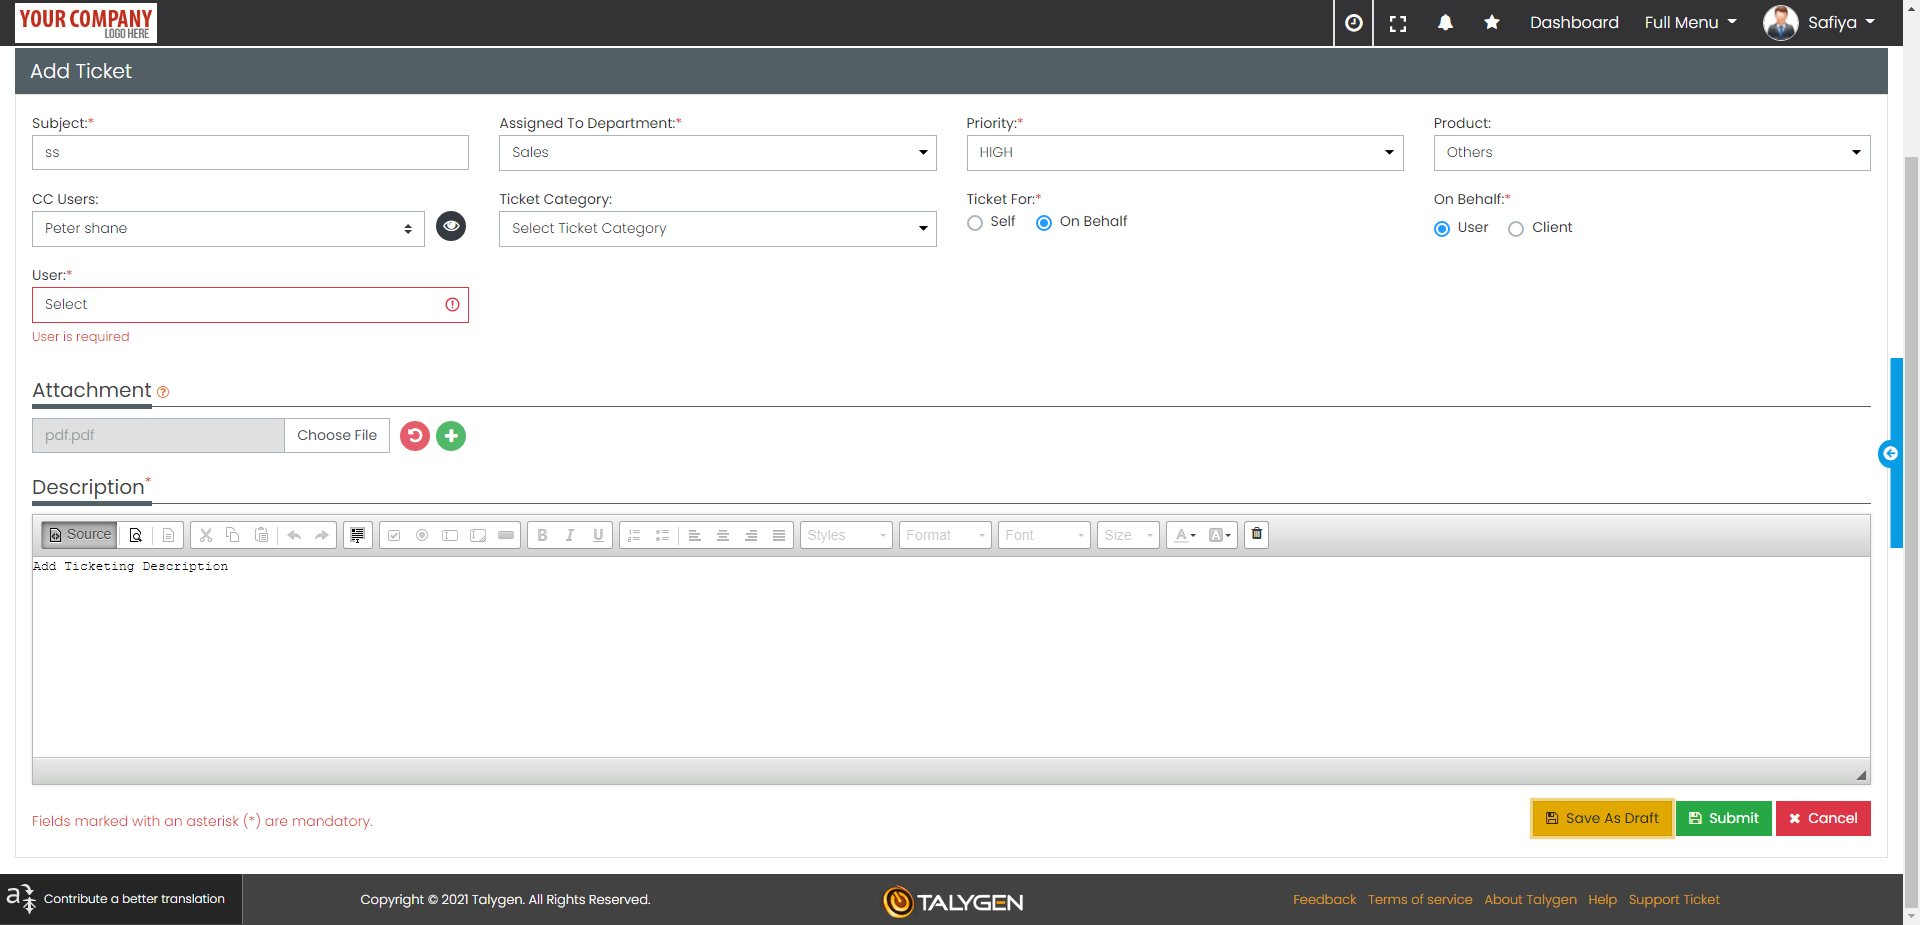 YOUR COMPANY
LOGO HERE
Dashboard
Full Menu
Safiya
Add Ticket
Subject:*
Assigned To Department:*
Priority:*
Product:
ss
Sales
HIGH
Others
CC Users:
Ticket Category:
Ticket For:*
On Behalf:*
Peter shane
Select Ticket Category
Self
On Behalf
User
Client
User:*
Select
User is required
Attachment
pdf.pdf
Choose File
Description*
Source
Styles
Format
Font
Size
Add Ticketing Description
Fields marked with an asterisk (*) are mandatory.
Save As Draft
Submit
Cancel
Contribute a better translation
Copyright © 2021 Talygen. All Rights Reserved.
TALYGEN
Feedback
Terms of service
About Talygen
Help
Support Ticket